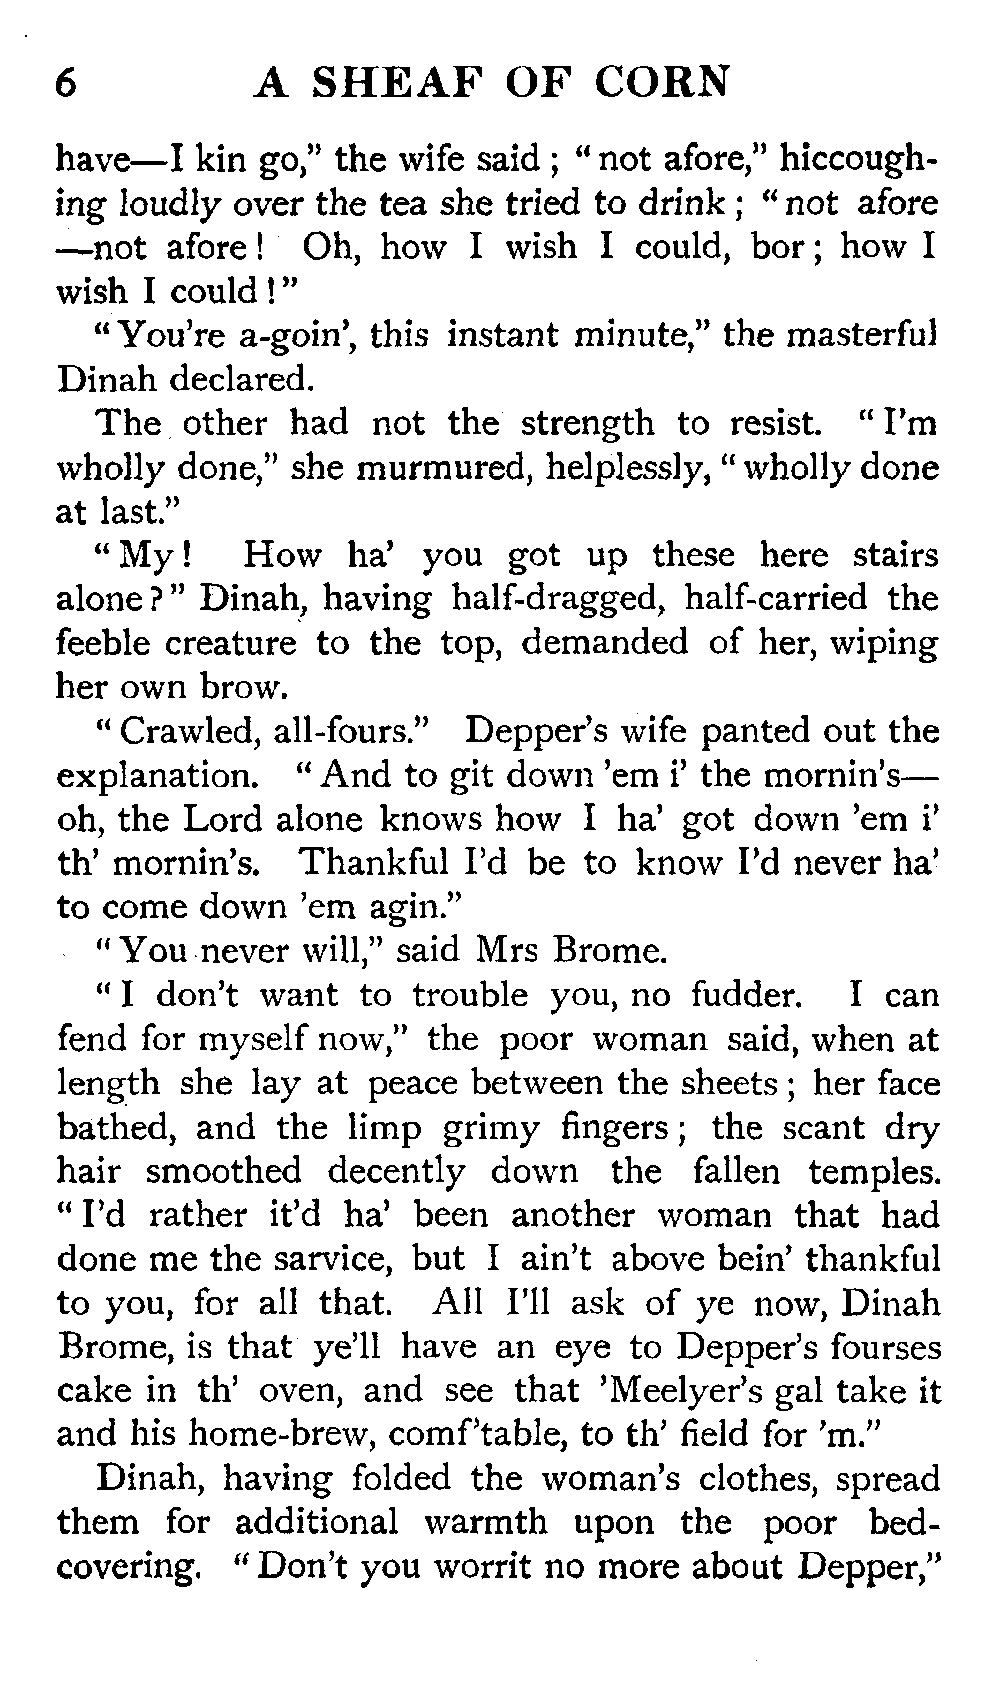 6 A SHEAF OF CORN
have—I kin go,” the wife said ; “ not afore,” hiccough-
ing loudly over the tea she tried to drink ; “ not afore
—not afore ! Oh, how I wish I could, bor ; how I
wish I could ! ”
“ You’re a-goin’, this instant minute,” the masterful
Dinah declared.
The other had not the strength to resist. “ I’m
wholly done,” she murmured, helplessly, “ wholly done
at last.”
“ My ! How ha’ you got up these here stairs
alone ? ” Dinah, having half-dragged, half-carried the
feeble creature to the top, demanded of her, wiping
her own brow.
“ Crawled, all-fours.” Depper’s wife panted out the
explanation. “ And to git down ’em i’ the mornin’s—
oh, the Lord alone knows how I ha’ got down ’em i’
th’ mornin’s. Thankful I’d be to know I’d never ha’
to come down ’em agin.”
“ You never will,” said Mrs Brome.
“ I don’t want to trouble you, no fudder. I can
fend for myself now,” the poor woman said, when at
length she lay at peace between the sheets ; her face
bathed, and the limp grimy fingers ; the scant dry
hair smoothed decently down the fallen temples.
“ I’d rather it’d ha’ been another woman that had
done me the sarvice, but I ain’t above bein’ thankful
to you, for all that. All I’ll ask of ye now, Dinah
Brome, is that ye’ll have an eye to Depper’s fourses
cake in th’ oven, and see that ’Meelyer’s gal take it
and his home-brew, comf’table, to th’ field for ’m.”
Dinah, having folded the woman’s clothes, spread
them for additional warmth upon the poor bed-
covering. “ Don’t you worrit no more about Depper,”